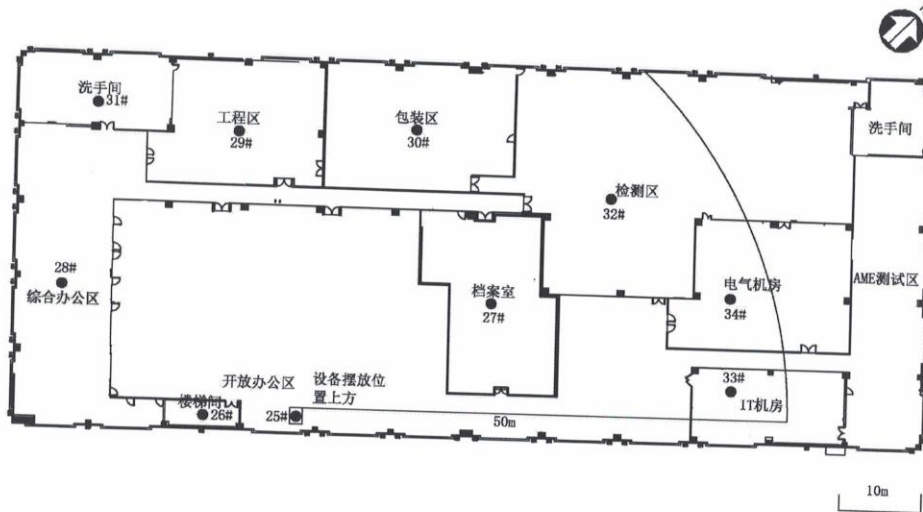 洗手间
31#
工程区
29#
包装区
30#
洗手间
检测区
32#
28#
综合办公区
档案室
27#
电气机房
34#
AME测试区
开放办公区
设备摆放位
置上方
33#
IT机房
楼梯间
26#
25#
50m
10m